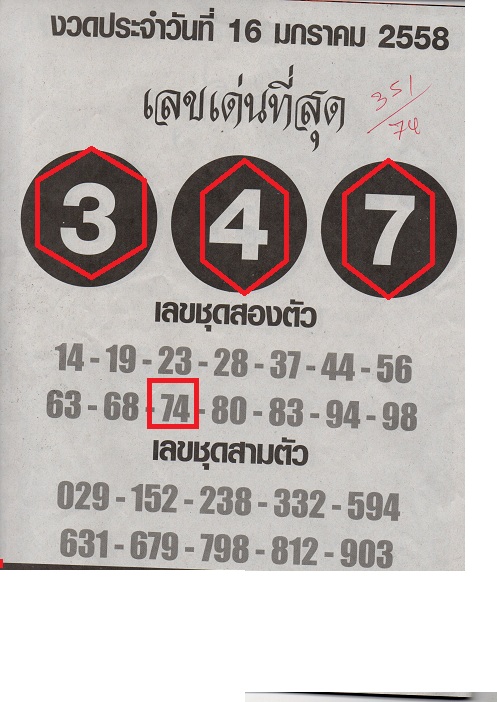 งวดประจำวันที่ 16 มกราคม 2558
เลขเด่นที่สุด
351/74
3 4 7
เลขชุดสองตัว
14 - 19 - 23 - 28 - 37 - 44 - 56
63 - 68 - 74 - 80 - 83 - 94 - 98
เลขชุดสามตัว
029 - 152 - 238 - 332 - 594
631 - 679 - 798 - 812 - 903